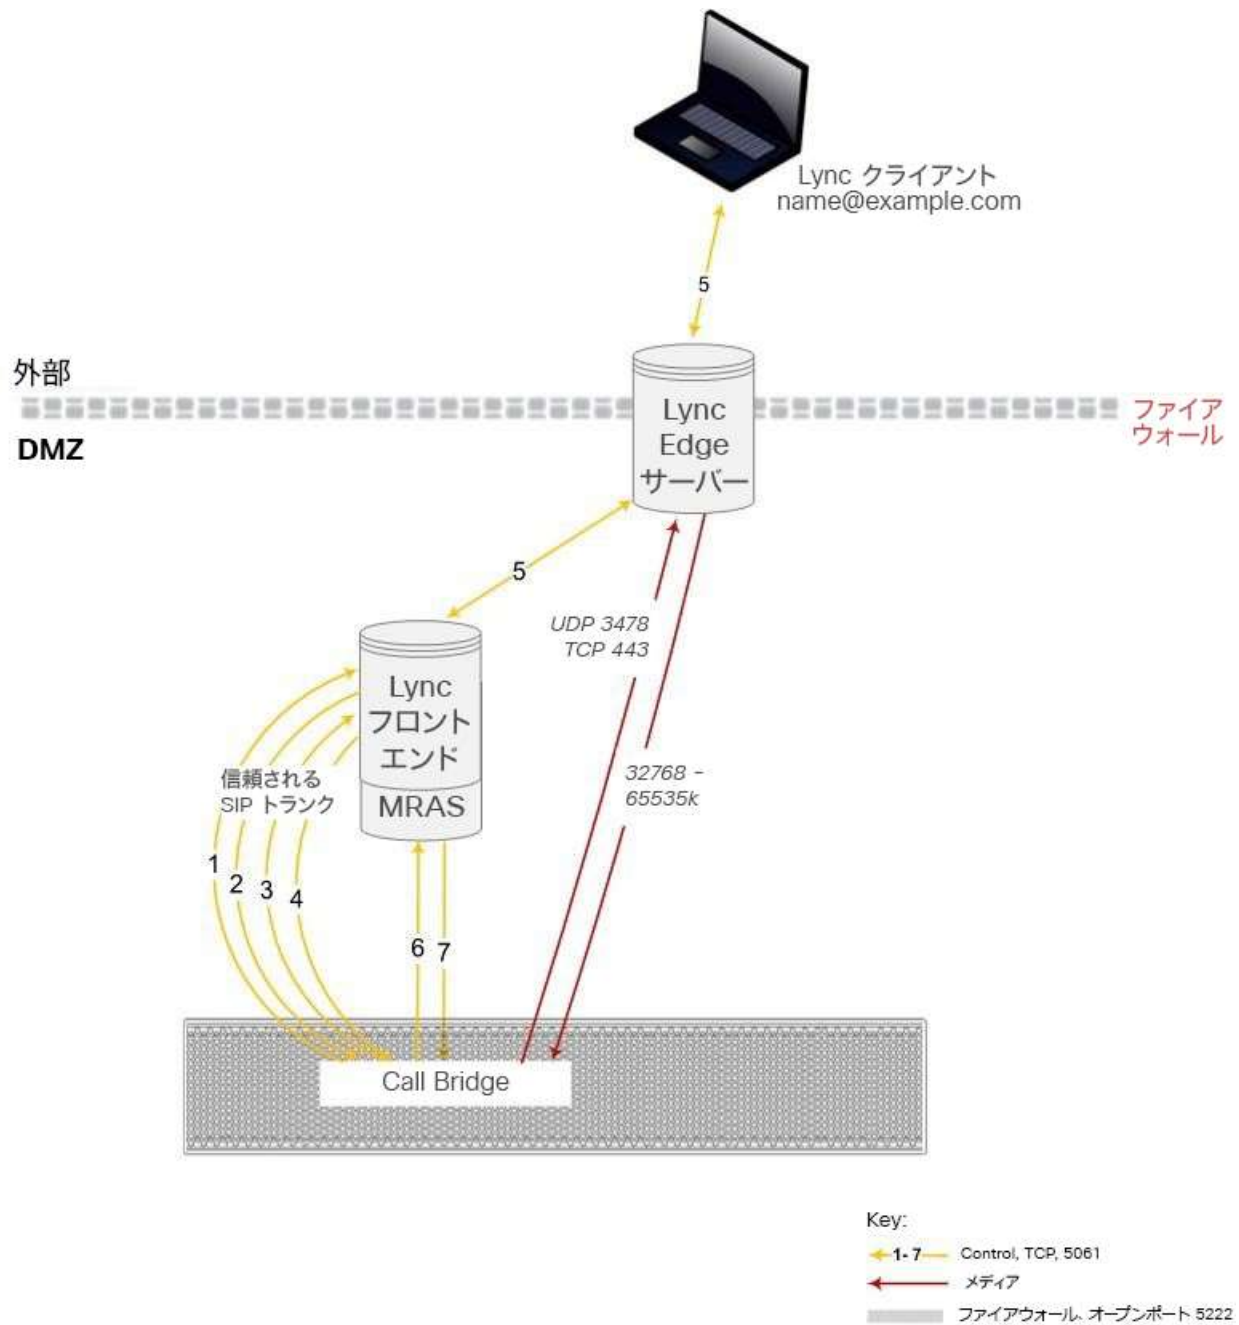 Lync クライアント
name@example.com
5
外部
DMZ
ファイア
ウォール
Lync
Edge
サーバー
5
UDP 3478
TCP 443
Lync
フロント
エンド
MRAS
信頼される
SIP トランク
32768 -
65535k
1
2
3
4
6
7
Call Bridge
Key:
1-7 Control, TCP, 5061
メディア
ファイアウォール、オープンポート 5222